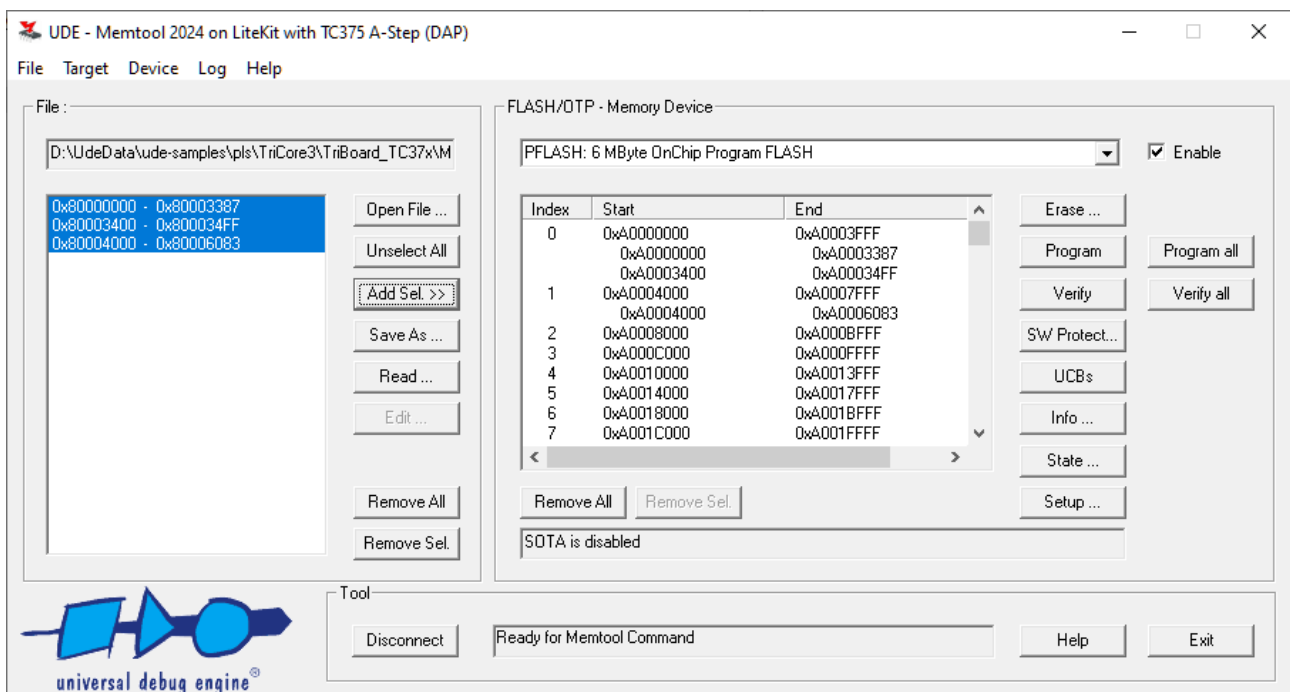 UDE - Memtool 2024 on LiteKit with TC375 A-Step (DAP)
File Target Device Log Help
File :
D:\UdeData\ude-samples\pls\TriCore3\TriBoard_TC37x\M
0x80000000 - 0x80003387
0x80003400 - 0x800034FF
0x80004000 - 0x80006083
Open File ...
Unselect All
Add Sel. >>
Save As ...
Read ...
Edit ...
Remove All
Remove Sel.
FLASH/OTP - Memory Device
PFLASH: 6 MByte OnChip Program FLASH
Enable
Index Start End
0 0xA0000000 0xA0003FFF
0xA0000000 0xA0003387
0xA0003400 0xA00034FF
1 0xA0004000 0xA0007FFF
0xA0004000 0xA0006083
2 0xA0008000 0xA000BFFF
3 0xA000C000 0xA000FFFF
4 0xA0010000 0xA0013FFF
5 0xA0014000 0xA0017FFF
6 0xA0018000 0xA001BFFF
7 0xA001C000 0xA001FFFF
Erase ...
Program
Verify
SW Protect...
UCBs
Info ...
State ...
Setup ...
Program all
Verify all
Remove All
Remove Sel.
SOTA is disabled
universal debug engine®
Tool
Disconnect
Ready for Memtool Command
Help
Exit